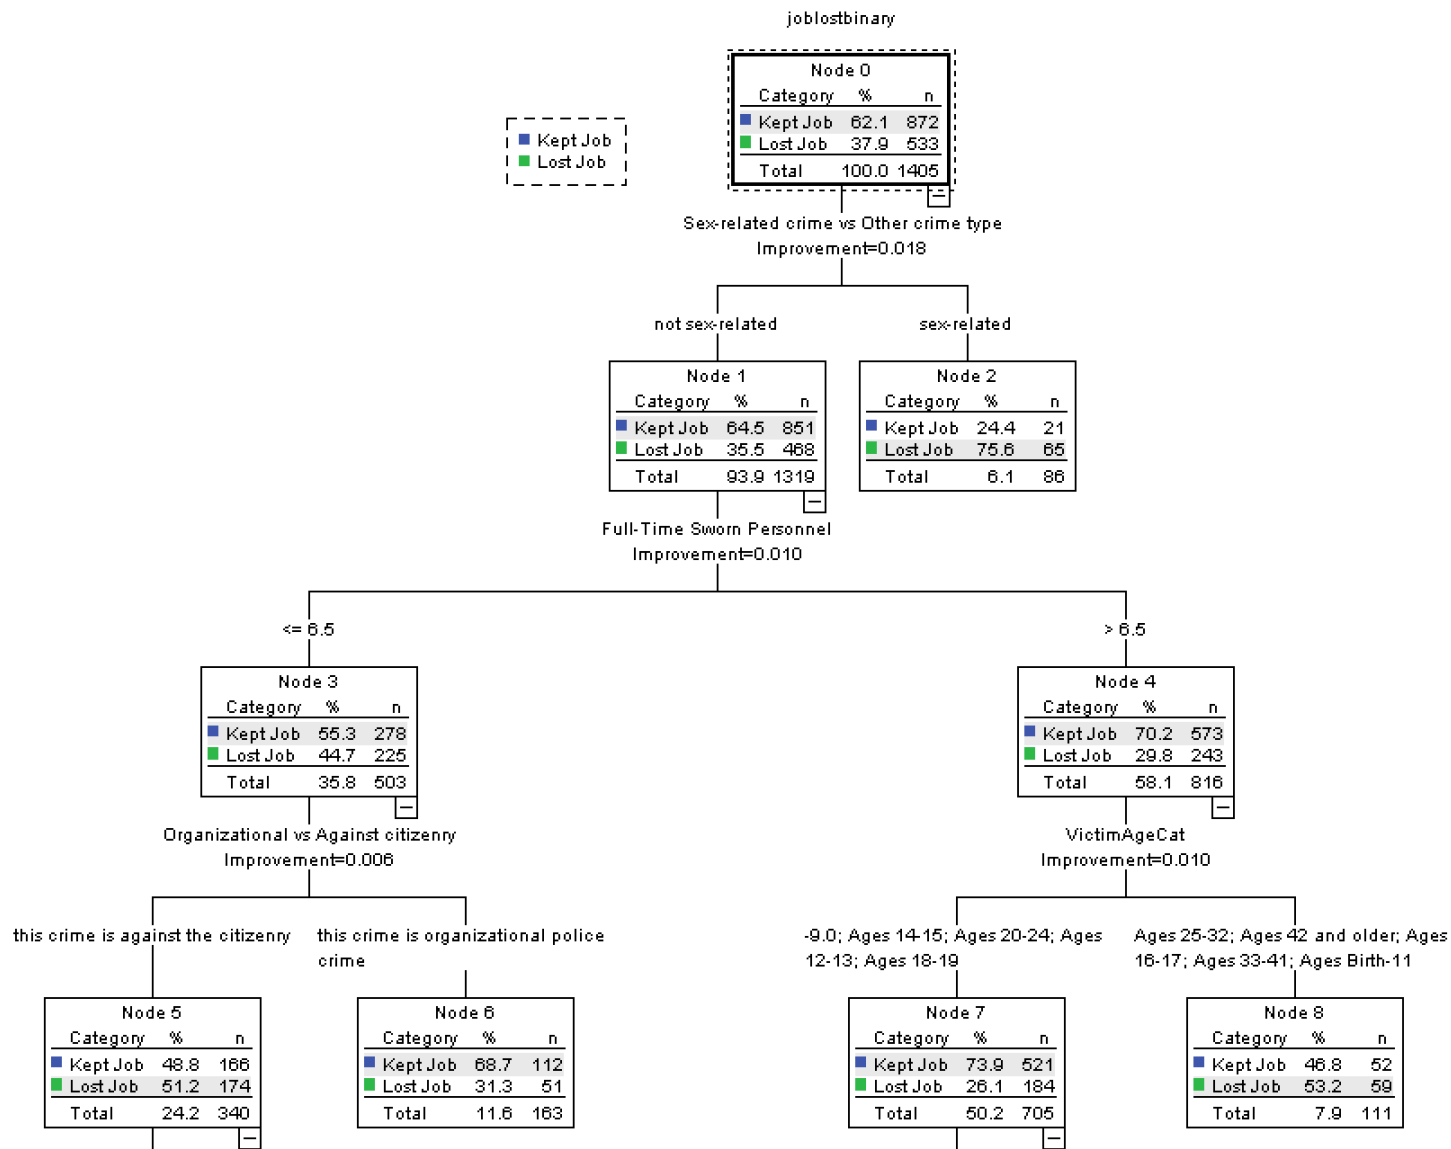 joblostbinary
Node 0
Category % n
Kept Job 62.1 872
Lost Job 37.9 533
Total 100.0 1405
Kept Job
Lost Job
Sex-related crime vs Other crime type
Improvement=0.018
not sex-related
sex-related
Node 1
Category % n
Kept Job 64.5 851
Lost Job 35.5 468
Total 93.9 1319
Node 2
Category % n
Kept Job 24.4 21
Lost Job 75.6 65
Total 6.1 86
Full-Time Sworn Personnel
Improvement=0.010
<= 6.5
> 6.5
Node 3
Category % n
Kept Job 55.3 278
Lost Job 44.7 225
Total 35.8 503
Node 4
Category % n
Kept Job 70.2 573
Lost Job 29.8 243
Total 58.1 816
Organizational vs Against citizenry
Improvement=0.006
VictimAgeCat
Improvement=0.010
this crime is against the citizenry
this crime is organizational police
crime
-9.0; Ages 14-15; Ages 20-24; Ages
12-13; Ages 18-19
Ages 25-32; Ages 42 and older; Ages
16-17; Ages 33-41; Ages Birth-11
Node 5
Category % n
Kept Job 48.8 166
Lost Job 51.2 174
Total 24.2 340
Node 6
Category % n
Kept Job 68.7 112
Lost Job 31.3 51
Total 11.6 163
Node 7
Category % n
Kept Job 73.9 521
Lost Job 26.1 184
Total 50.2 705
Node 8
Category % n
Kept Job 46.8 52
Lost Job 53.2 59
Total 7.9 111